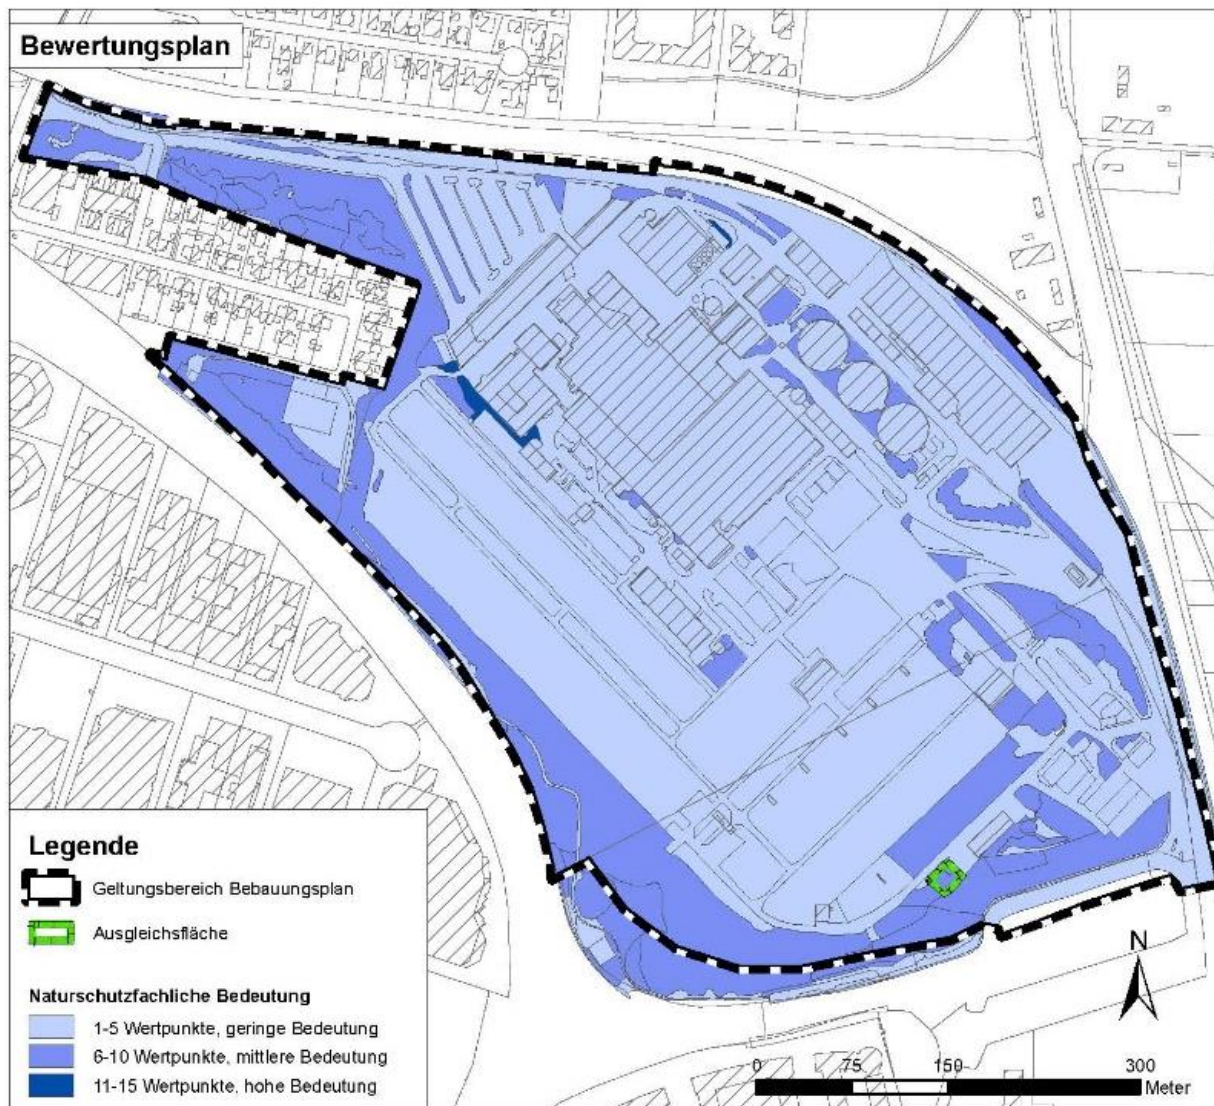 Bewertungsplan
Legende
Geltungsbereich Bebauungsplan
Ausgleichsfläche
Naturschutzfachliche Bedeutung
1-5 Wertpunkte, geringe Bedeutung
6-10 Wertpunkte, mittlere Bedeutung
11-15 Wertpunkte, hohe Bedeutung
N
0 75 150 300
Meter